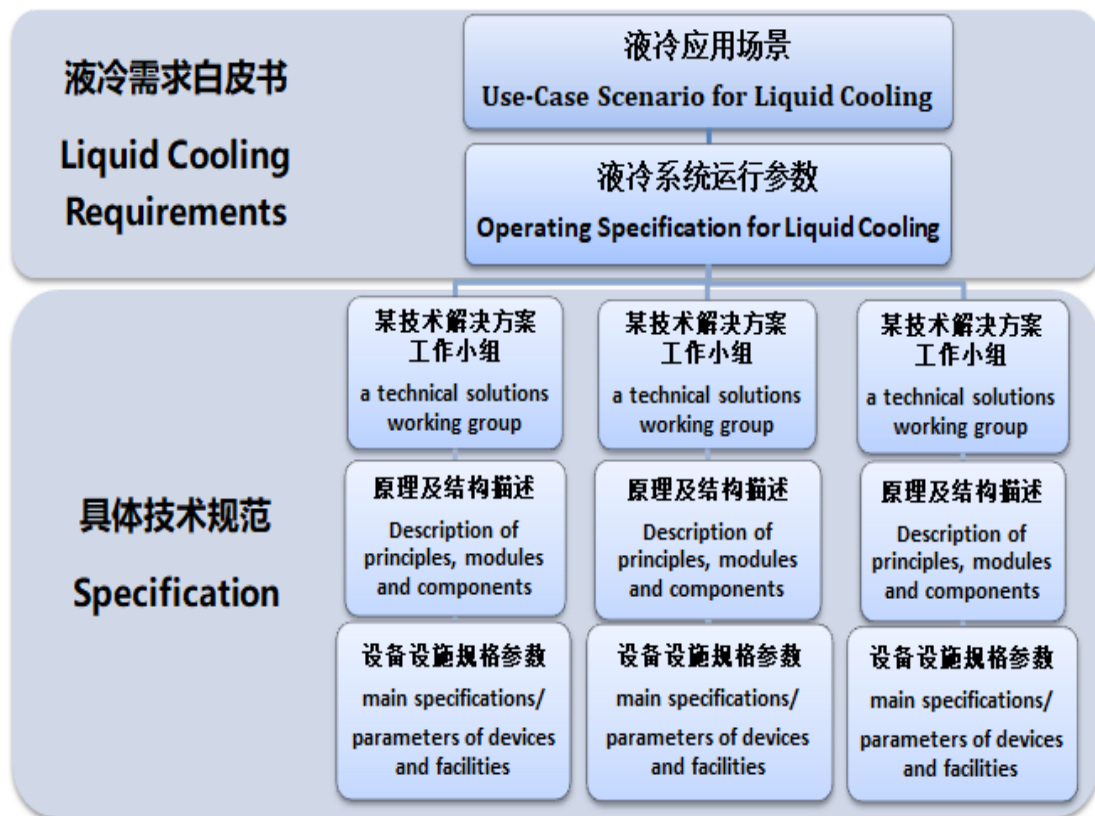 液冷需求白皮书
Liquid Cooling
Requirements
液冷应用场景
Use-Case Scenario for Liquid Cooling
液冷系统运行参数
Operating Specification for Liquid Cooling
具体技术规范
Specification
某技术解决方案
工作小组
a technical solutions
working group
原理及结构描述
Description of
principles, modules
and components
设备设施规格参数
main specifications/
parameters of devices
and facilities
某技术解决方案
工作小组
a technical solutions
working group
原理及结构描述
Description of
principles, modules
and components
设备设施规格参数
main specifications/
parameters of devices
and facilities
某技术解决方案
工作小组
a technical solutions
working group
原理及结构描述
Description of
principles, modules
and components
设备设施规格参数
main specifications/
parameters of devices
and facilities